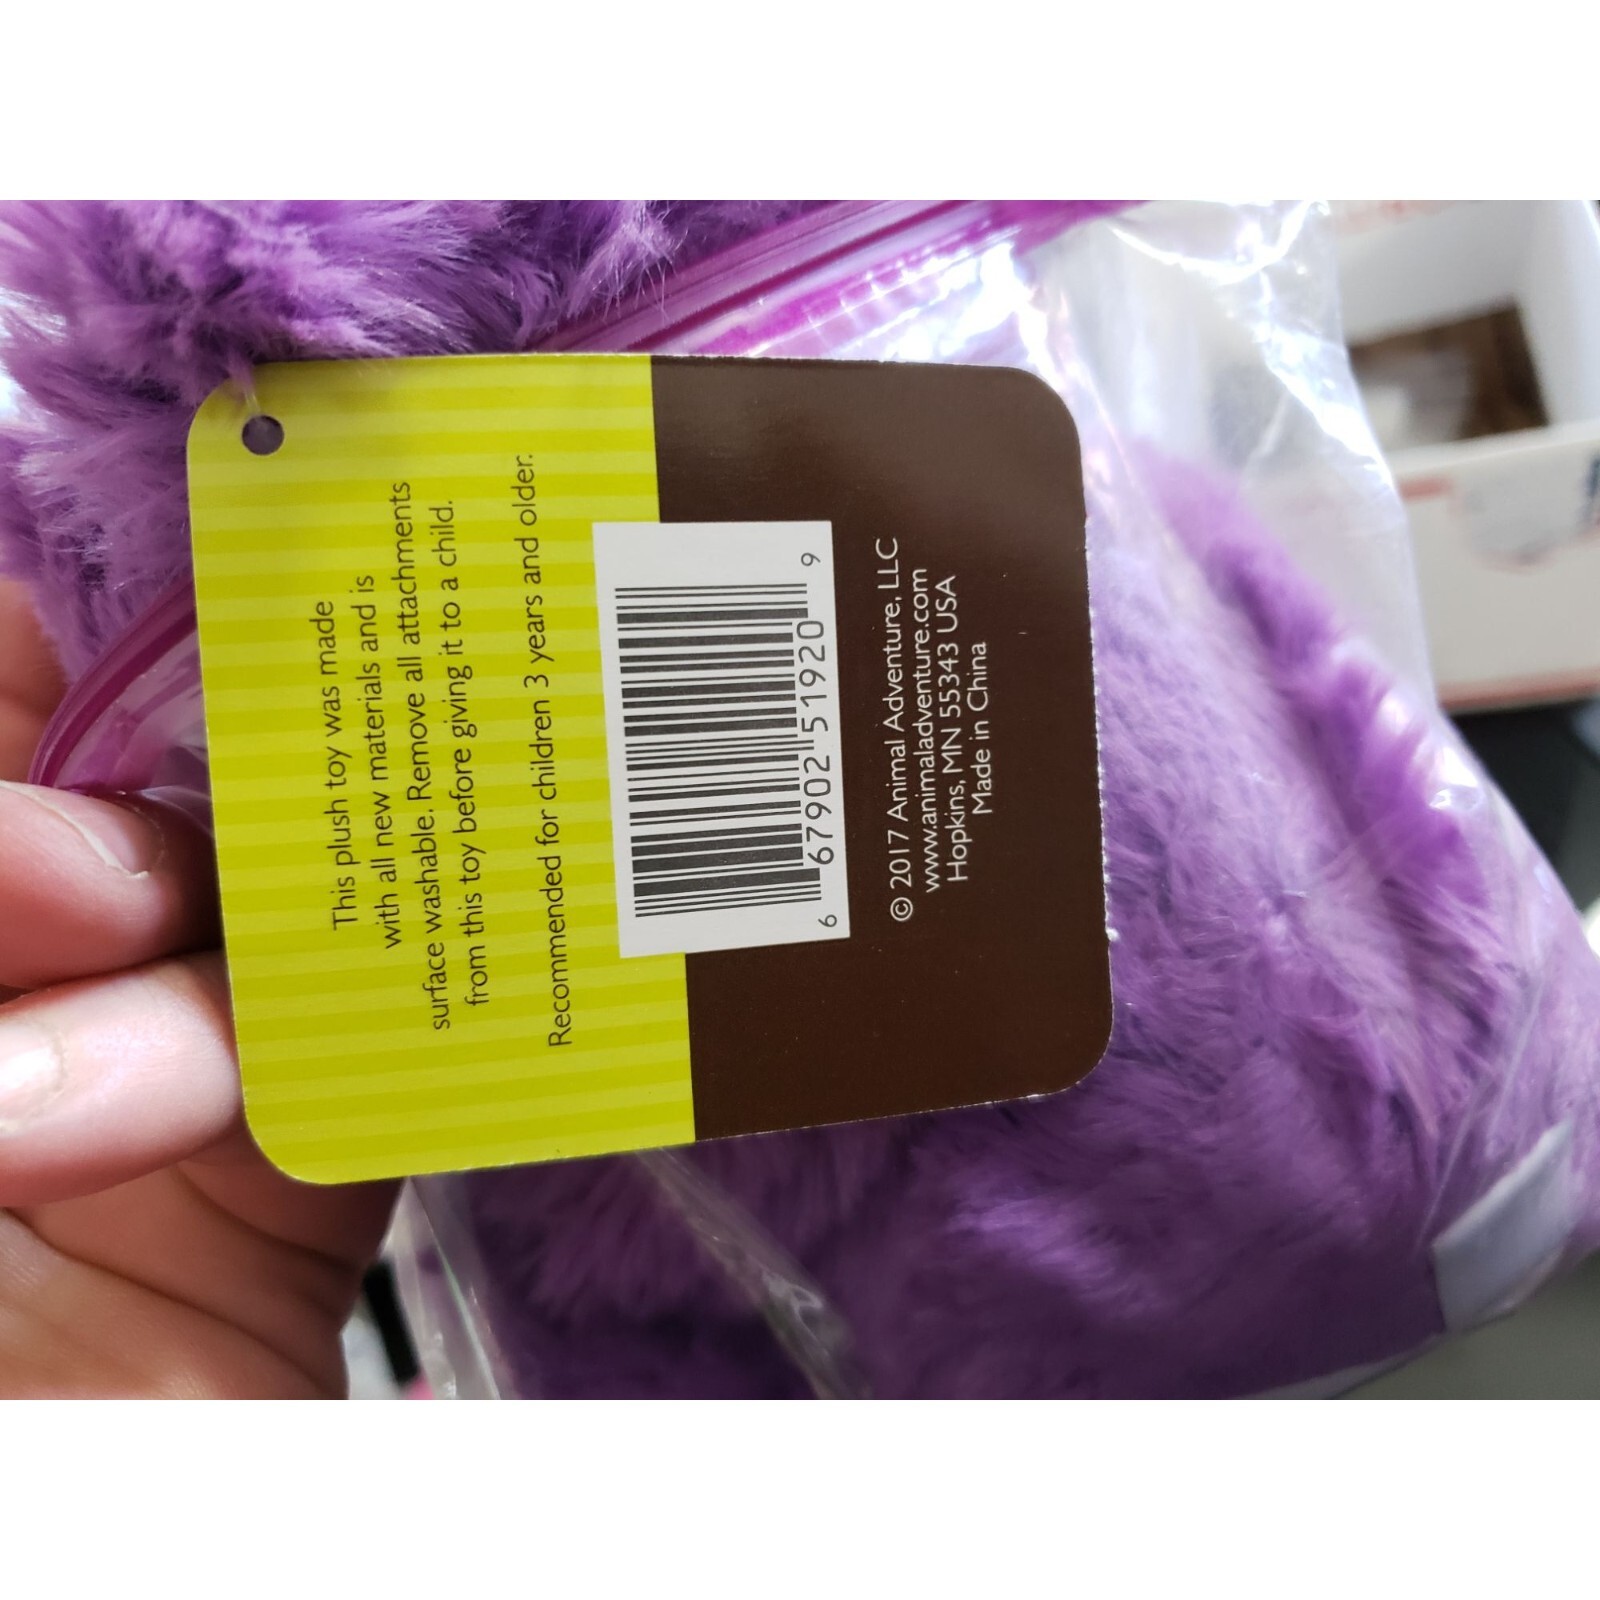 This plush toy was made
with all new materials and is
surface washable. Remove all attachments
from this toy before giving it to a child.
Recommended for children 3 years and older.
6 67902 51920 9
© 2017 Animal Adventure, LLC
www.animaladventure.com
Hopkins, MN 55343 USA
Made in China